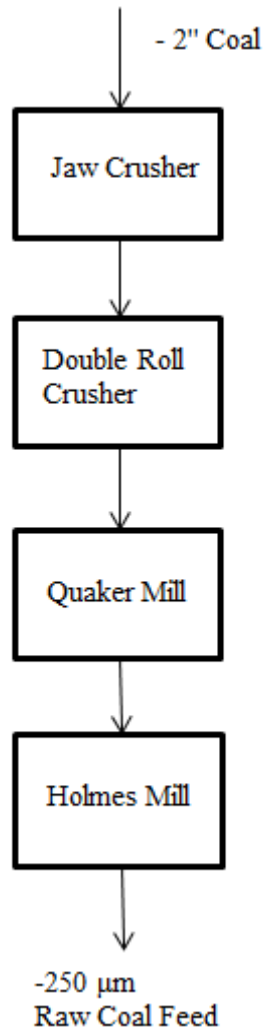 - 2" Coal
Jaw Crusher
Double Roll
Crusher
Quaker Mill
Holmes Mill
-250 μm
Raw Coal Feed